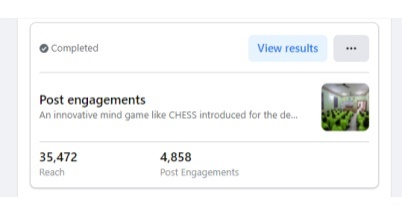 Completed
View results
...
Post engagements
An innovative mind game like CHESS introduced for the de...
35,472
4,858
Reach
Post Engagements